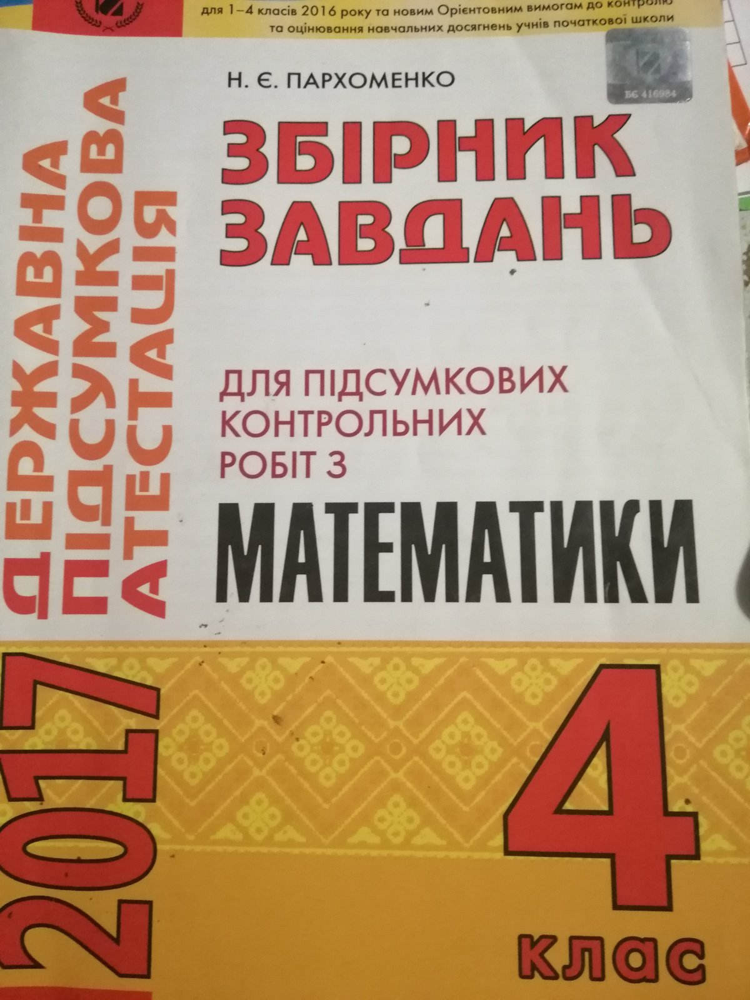 для 1–4 класів 2016 року та новим Орієнтовним вимогам до контролю
та оцінювання навчальних досягнень учнів початкової школи
БЄ 416984
Н. Є. ПАРХОМЕНКО
ЗБІРНИК
ЗАВДАНЬ
ДЛЯ ПІДСУМКОВИХ
КОНТРОЛЬНИХ
РОБІТ З
МАТЕМАТИКИ
ДЕРЖАВНА
ПІДСУМКОВА
АТЕСТАЦІЯ
2017
4
клас